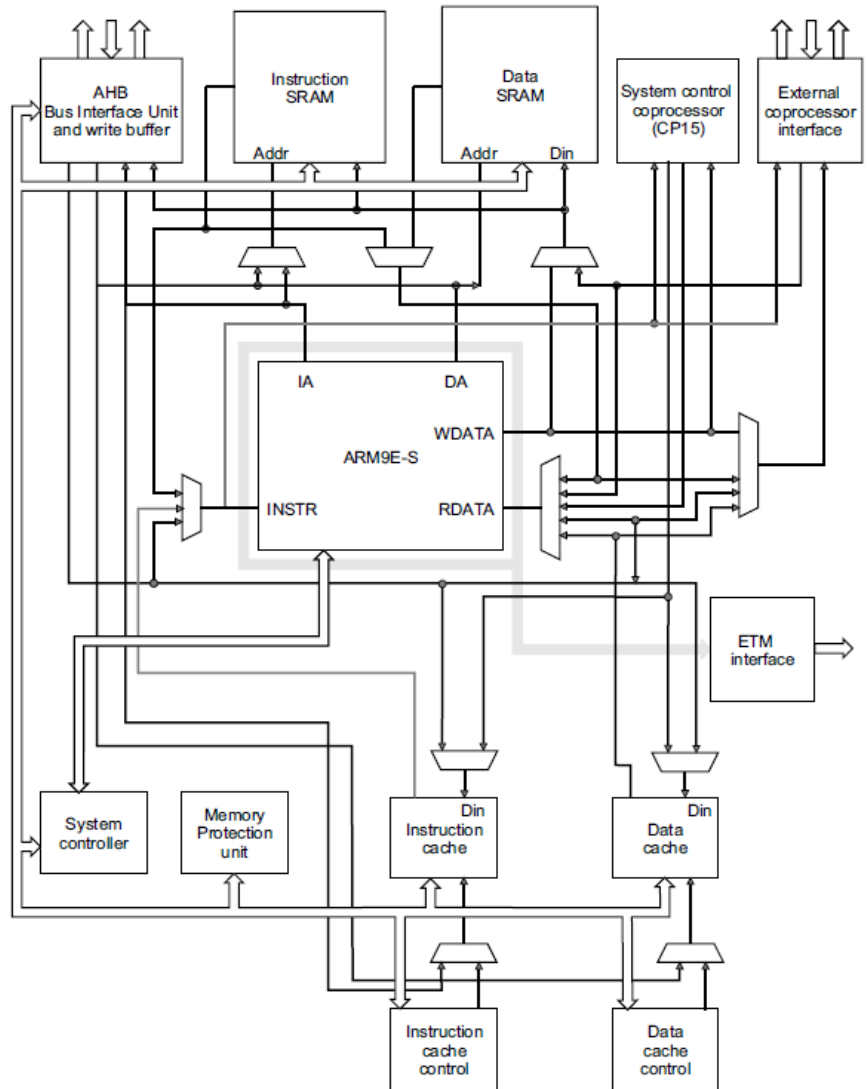 AHB
Bus Interface Unit
and write buffer
Instruction
SRAM
Addr
Data
SRAM
Addr
Din
System control
coprocessor
(CP15)
External
coprocessor
interface
IA
DA
WDATA
ARM9E-S
INSTR
RDATA
ETM
interface
System
controller
Memory
Protection
unit
Din
Instruction
cache
Din
Data
cache
Instruction
cache
control
Data
cache
control